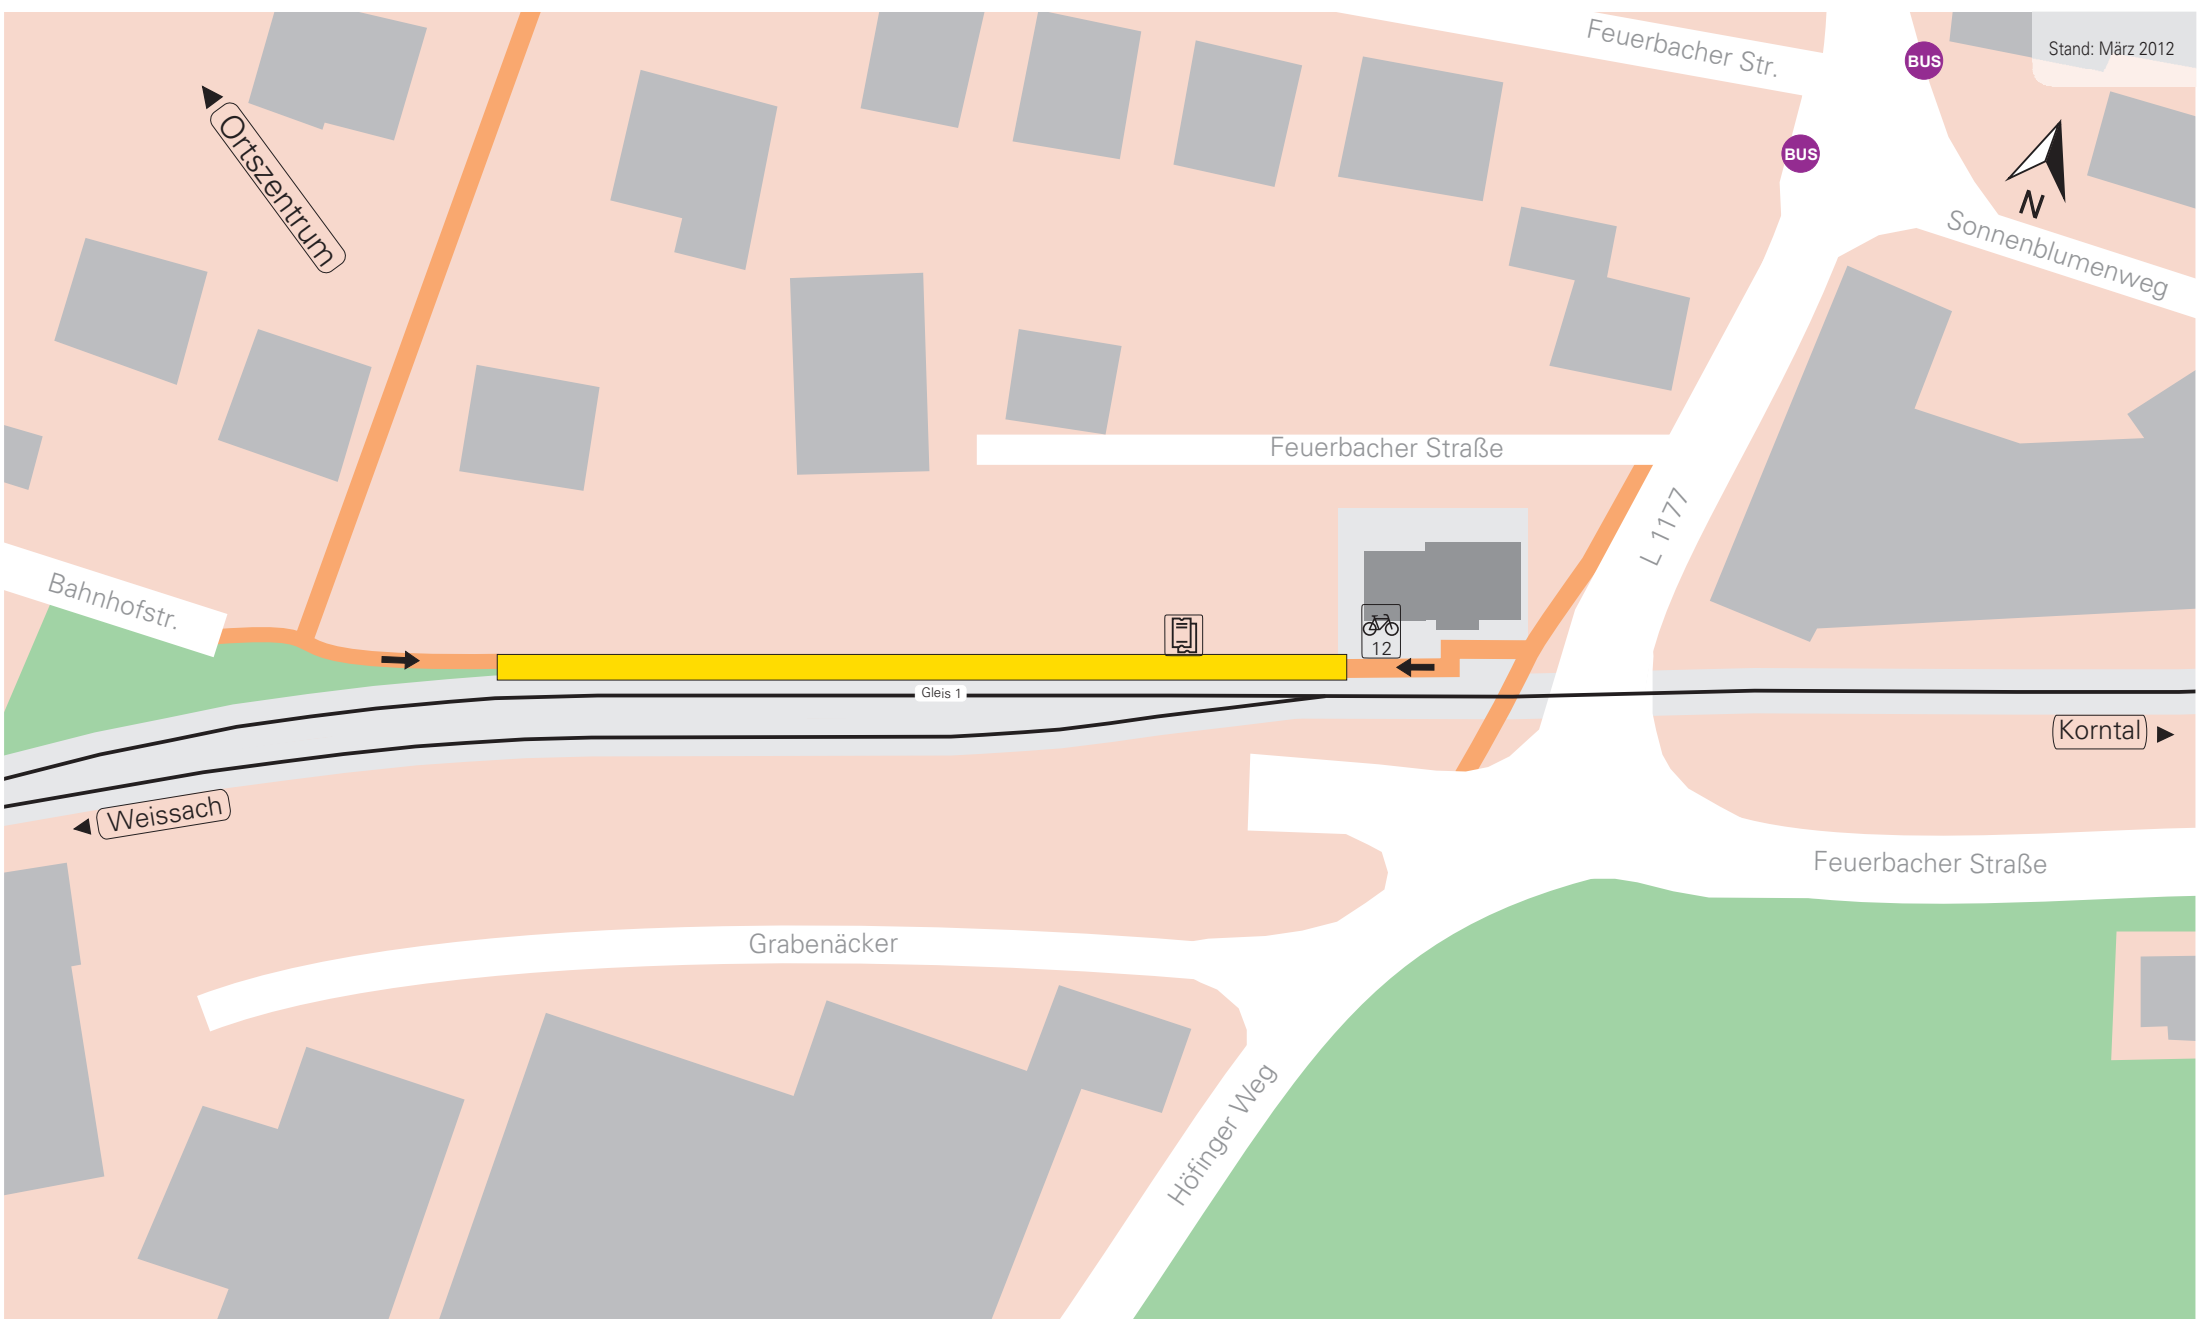 Feuerbacher Str.
Stand: März 2012
BUS
BUS
Ortszentrum
N
Sonnenblumenweg
Feuerbacher Straße
L 1177
Bahnhofstr.
12
Gleis 1
Korntal
Weissach
Feuerbacher Straße
Grabenäcker
Höfinger Weg